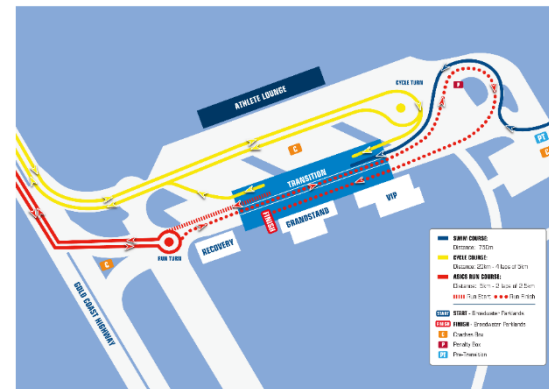 ATHLETE LOUNGE
CYCLE TURN
P
PT
C
C
TRANSITION
VIP
GRANDSTAND
FINISH
RECOVERY
RUN TURN
C
GOLD COAST HIGHWAY
SWIM COURSE:
Distance: 750m
CYCLE COURSE:
Distance: 20km - 4 laps of 5km
RUN COURSE:
Distance: 5km - 2 laps of 2.5km
Run Start
Run Finish
START - Broadwater Parklands
FINISH - Broadwater Parklands
C Coaches Box
P Penalty Box
PT Pre-Transition